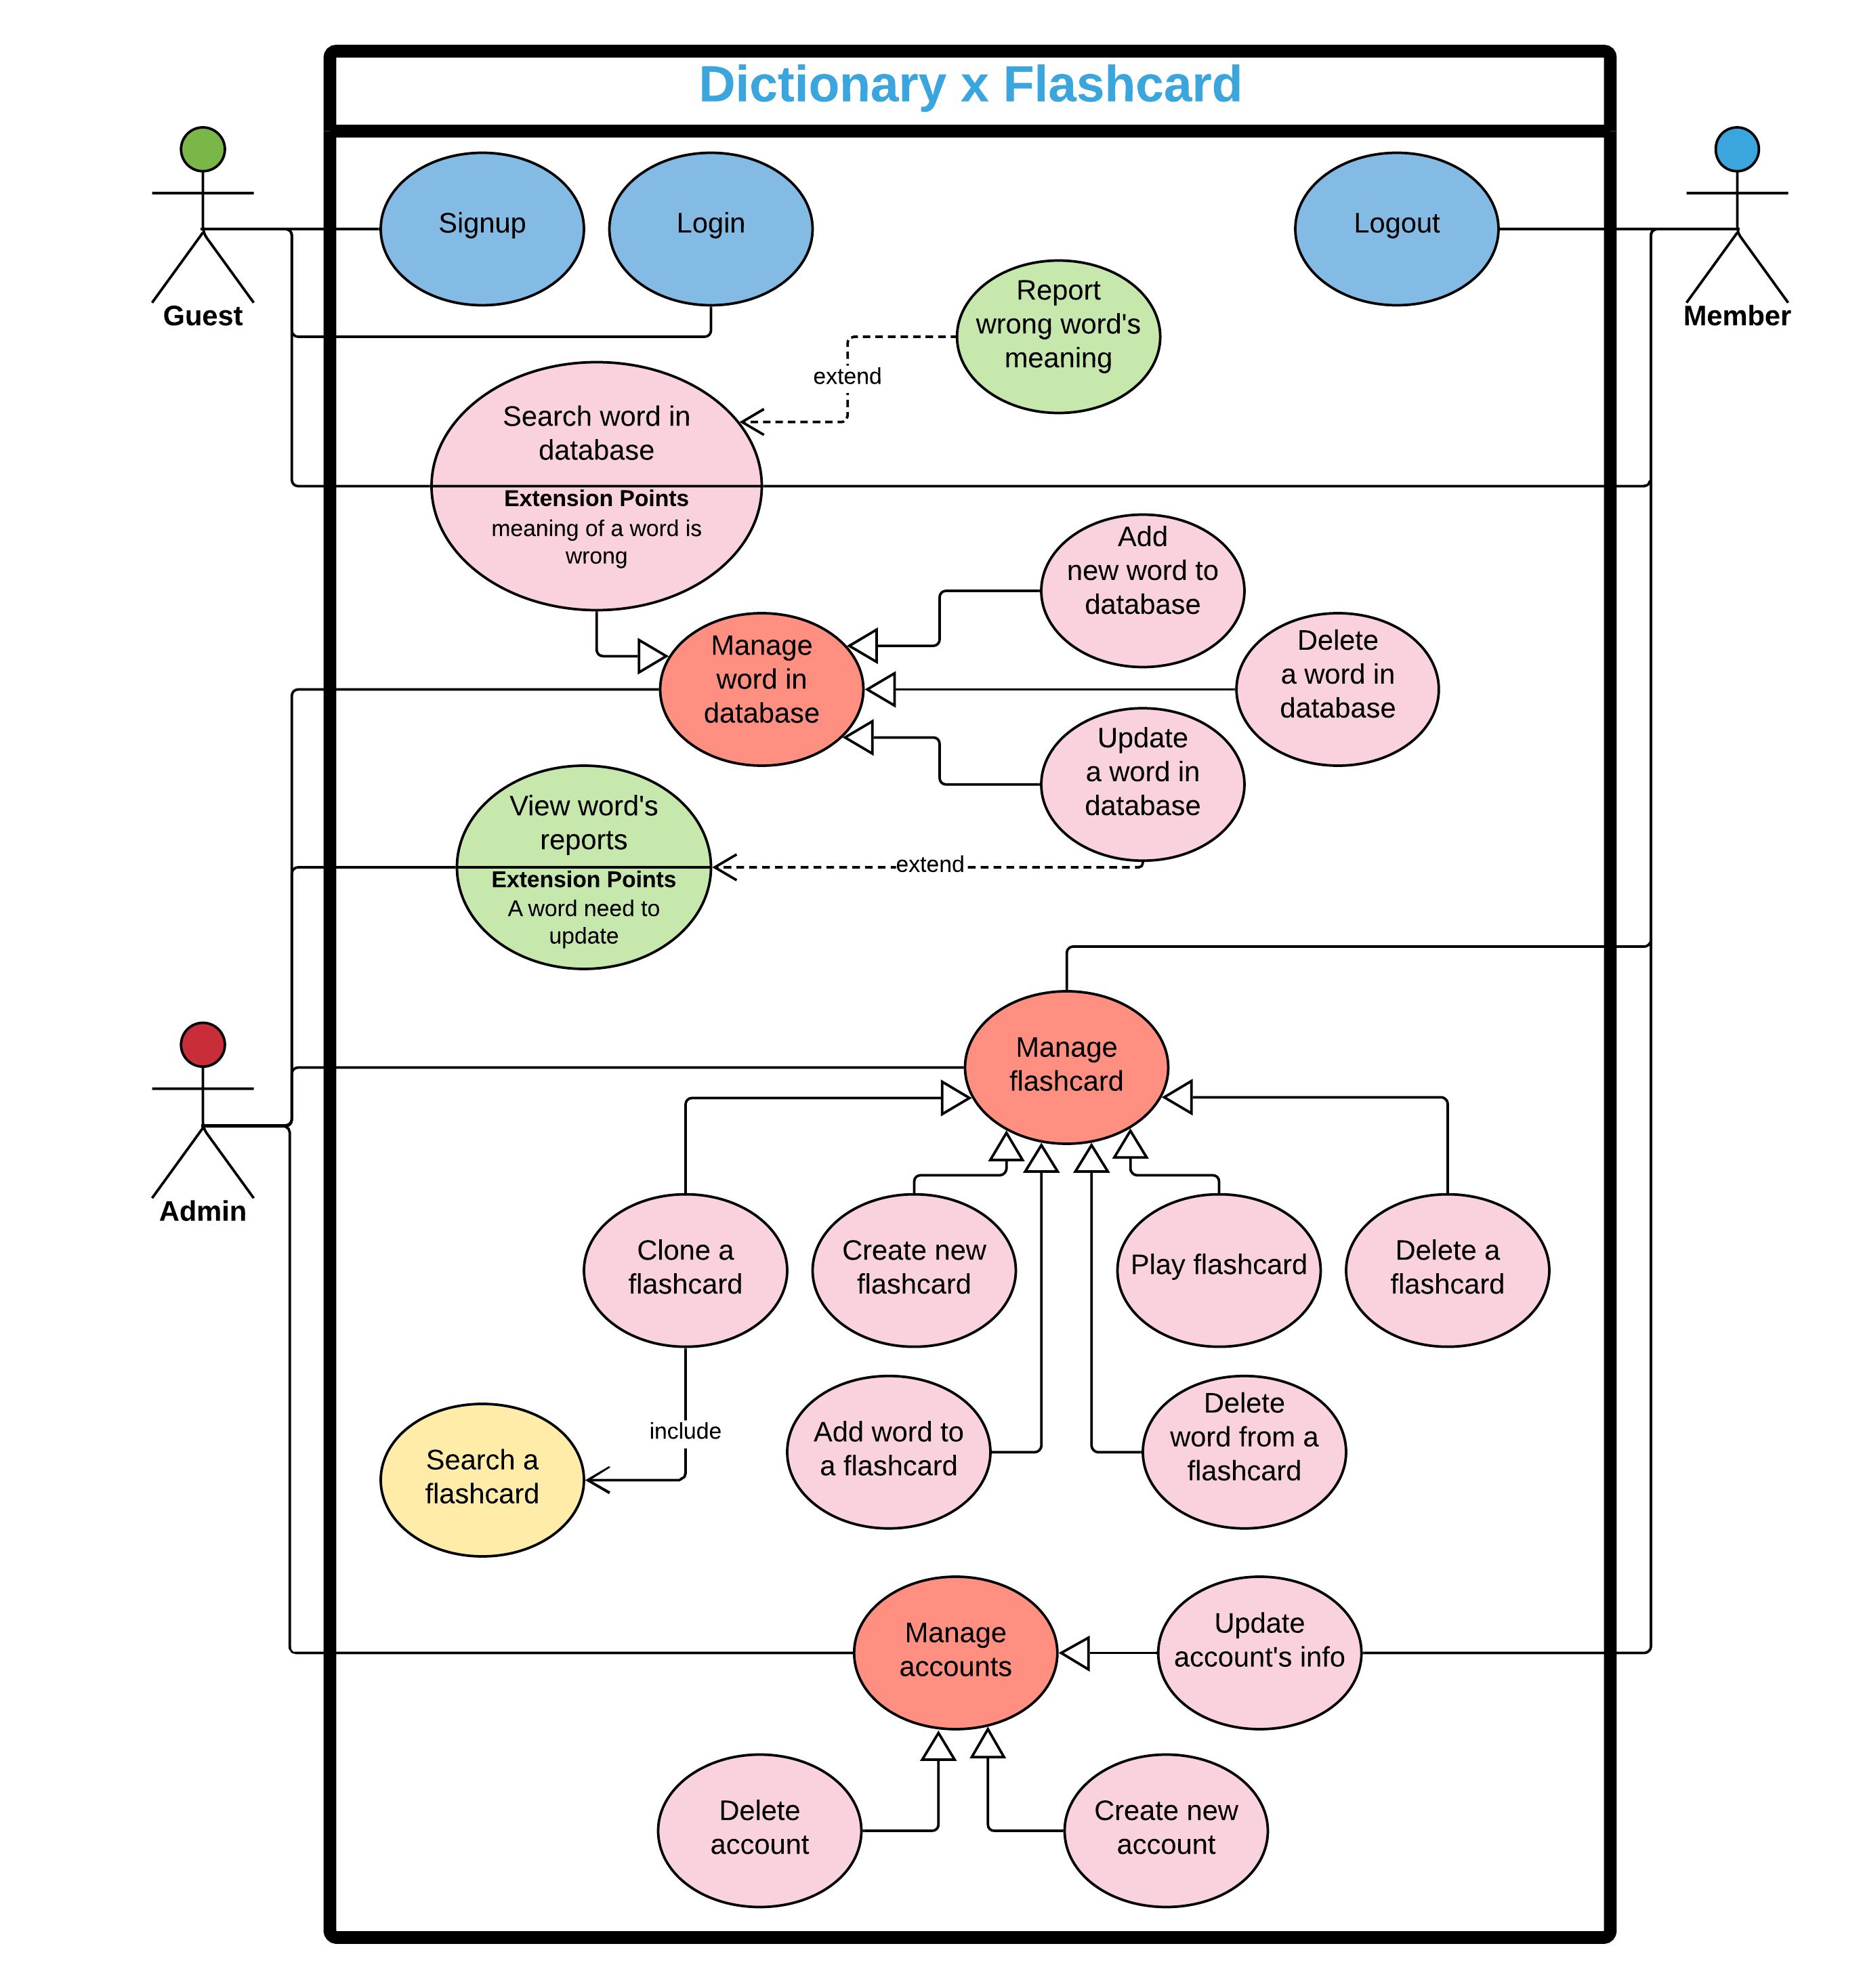 Dictionary x Flashcard
Signup
Login
Logout
Guest
Member
Report
wrong word's
meaning
extend
Search word in
database
Extension Points
meaning of a word is
wrong
Add
new word to
database
Manage
word in
database
Delete
a word in
database
Update
a word in
database
View word's
reports
Extension Points
A word need to
update
extend
Manage
flashcard
Admin
Clone a
flashcard
Create new
flashcard
Play flashcard
Delete a
flashcard
include
Search a
flashcard
Add word to
a flashcard
Delete
word from a
flashcard
Manage
accounts
Update
account's info
Delete
account
Create new
account